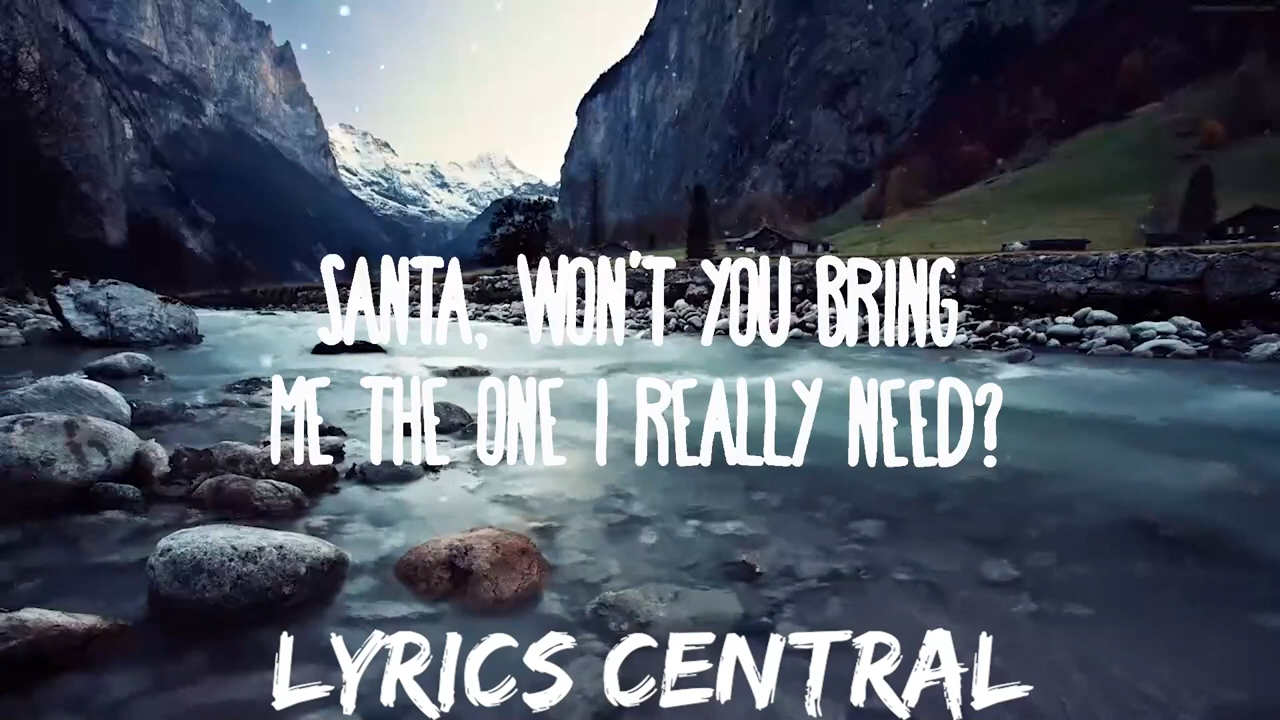 SANTA, WON'T YOU BRING
ME THE ONE I REALLY NEED?
LYRICS CENTRAL